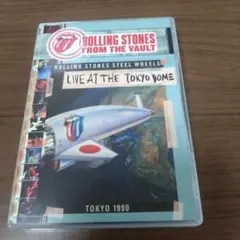 ROLLING STONES
FROM THE VAULT
ROLLING STONES STEEL WHEELS
LIVE AT THE TOKYO DOME
TOKYO 1990